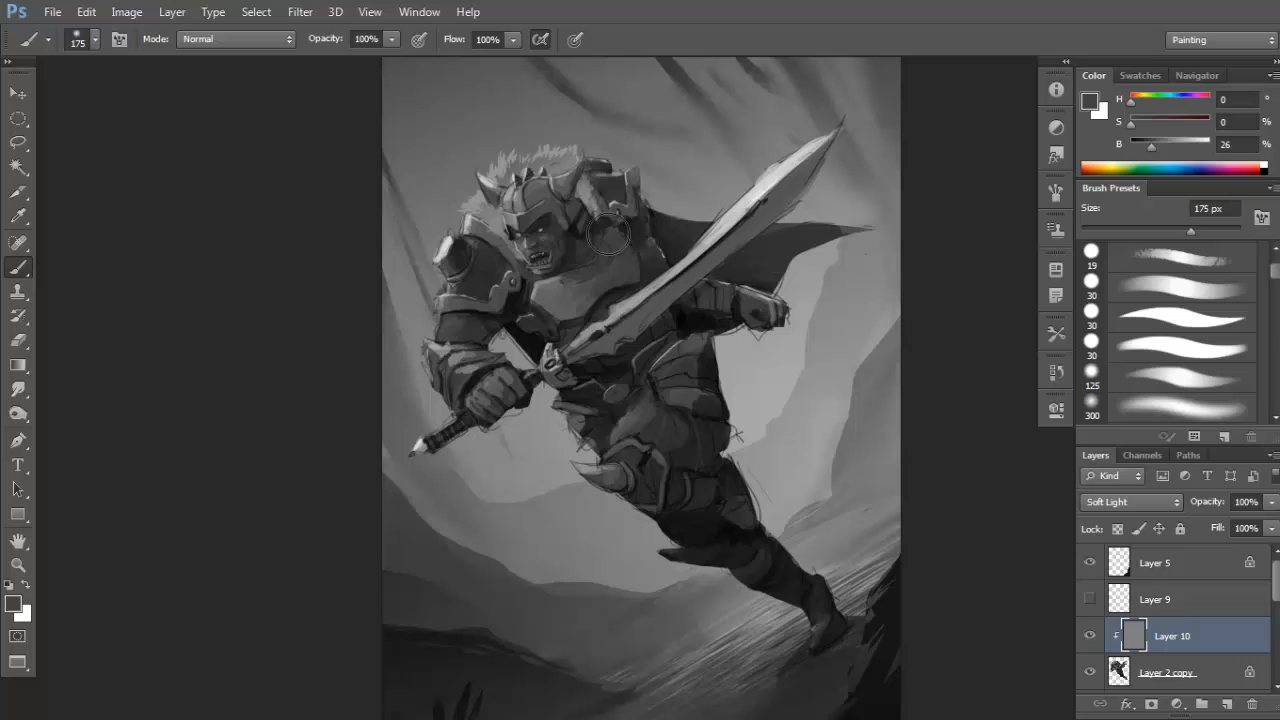 Ps File Edit Image Layer Type Select Filter 3D View Window Help
175 Mode: Normal Opacity: 100% Flow: 100% Painting
Color Swatches Navigator
H 0 °
S 0 %
B 26 %
Brush Presets
Size: 175 px
19
30
30
30
125
300
Layers Channels Paths
Kind
Soft Light Opacity: 100%
Lock: Fill: 100%
Layer 5
Layer 9
Layer 10
Layer 2 copy